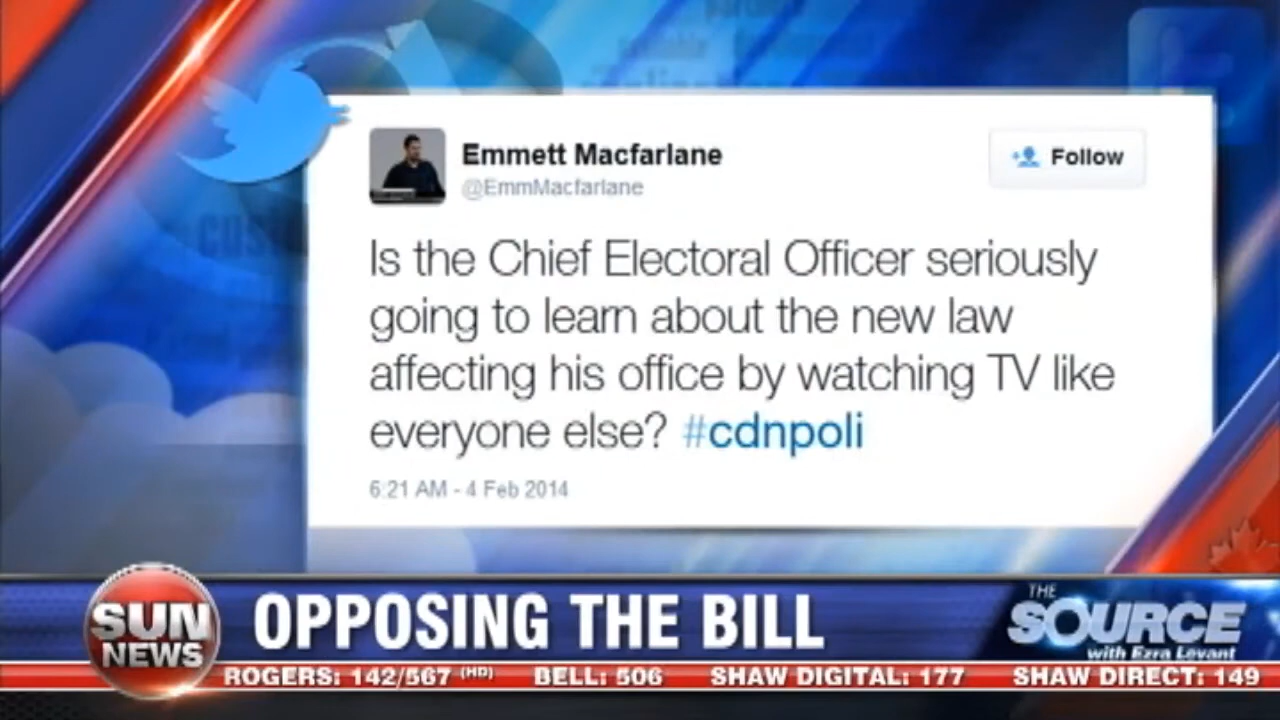 Emmett Macfarlane
@EmmMacfarlane
Follow
Is the Chief Electoral Officer seriously
going to learn about the new law
affecting his office by watching TV like
everyone else? #cdnpoli
6:21 AM - 4 Feb 2014
SUN
NEWS
OPPOSING THE BILL
THE
SOURCE
with Ezra Levant
ROGERS: 142/567 (HD) BELL: 506 SHAW DIGITAL: 177 SHAW DIRECT: 149